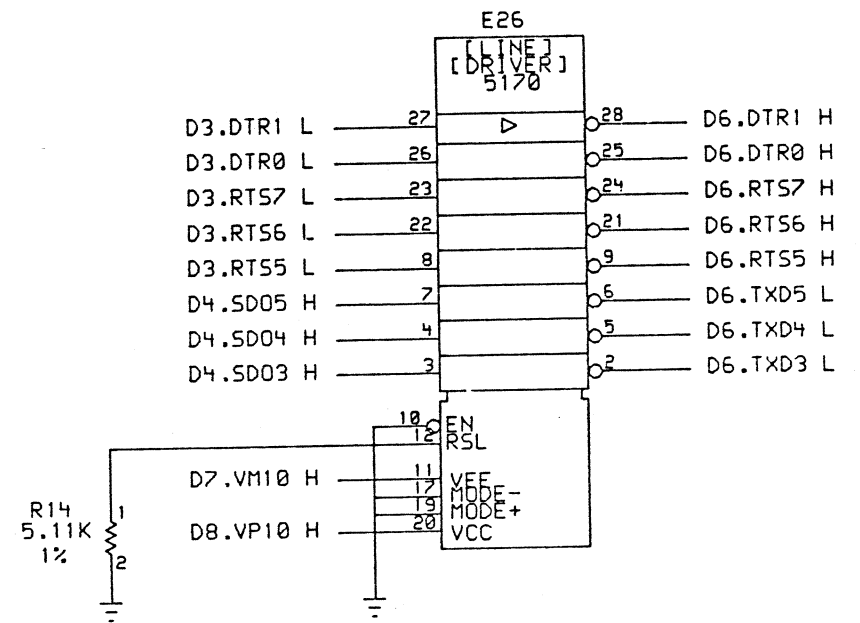 E26
[LINE]
[DRIVER]
5170
D3.DTR1 L 27 28 D6.DTR1 H
D3.DTR0 L 26 25 D6.DTR0 H
D3.RTS7 L 23 24 D6.RTS7 H
D3.RTS6 L 22 21 D6.RTS6 H
D3.RTS5 L 8 9 D6.RTS5 H
D4.SDO5 H 7 6 D6.TXD5 L
D4.SDO4 H 4 5 D6.TXD4 L
D4.SDO3 H 3 2 D6.TXD3 L
10 EN
12 RSL
D7.VM10 H 11 VEE
17 MODE-
19 MODE+
D8.VP10 H 20 VCC
R14 1
5.11K
1% 2